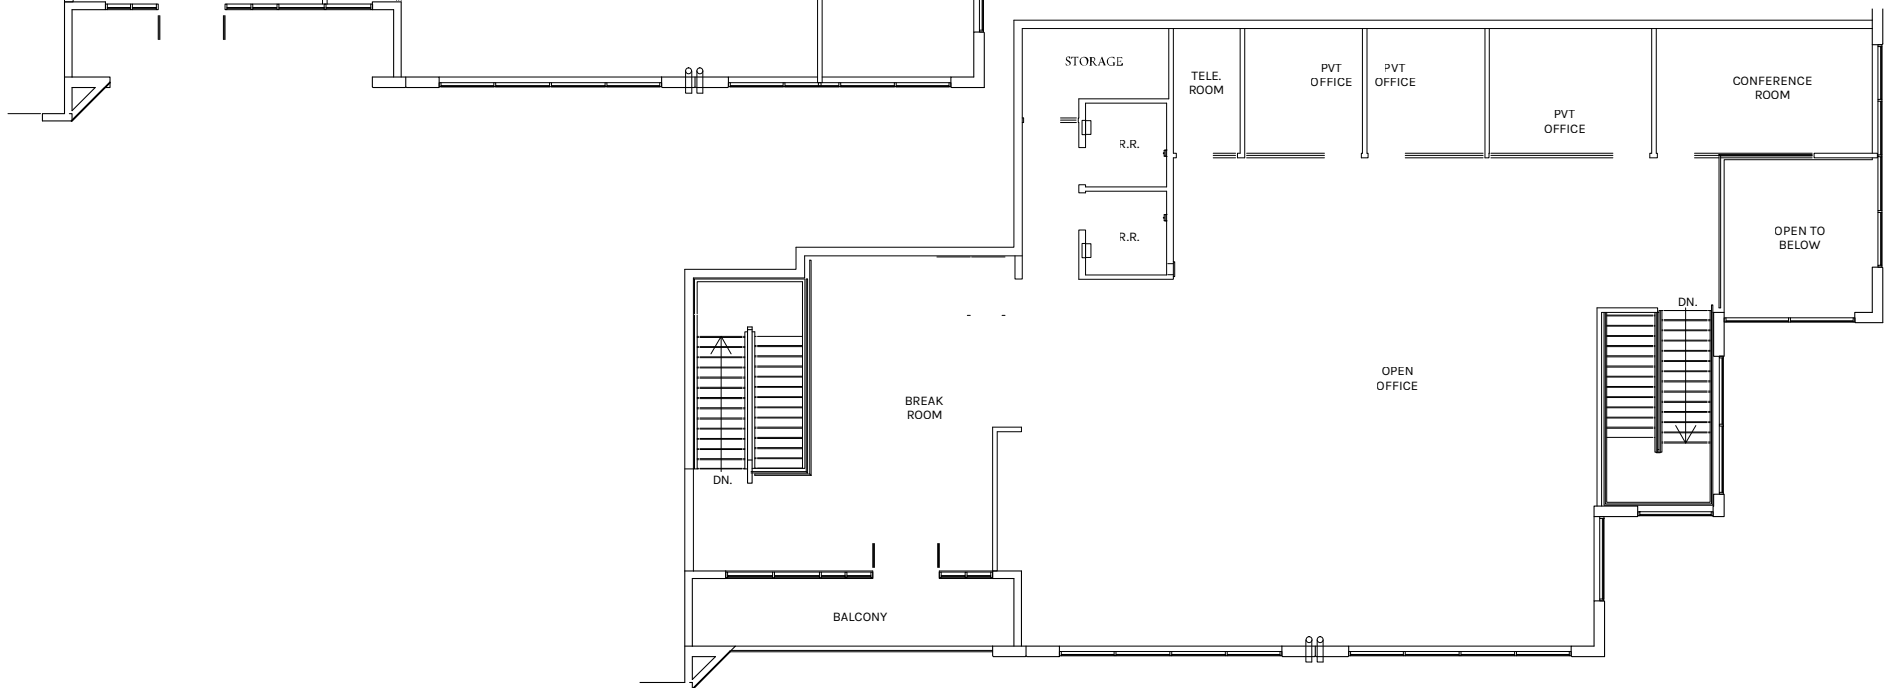 STORAGE
TELE.
ROOM
PVT
OFFICE
PVT
OFFICE
PVT
OFFICE
CONFERENCE
ROOM
R.R.
R.R.
OPEN TO
BELOW
DN.
OPEN
OFFICE
BREAK
ROOM
DN.
BALCONY